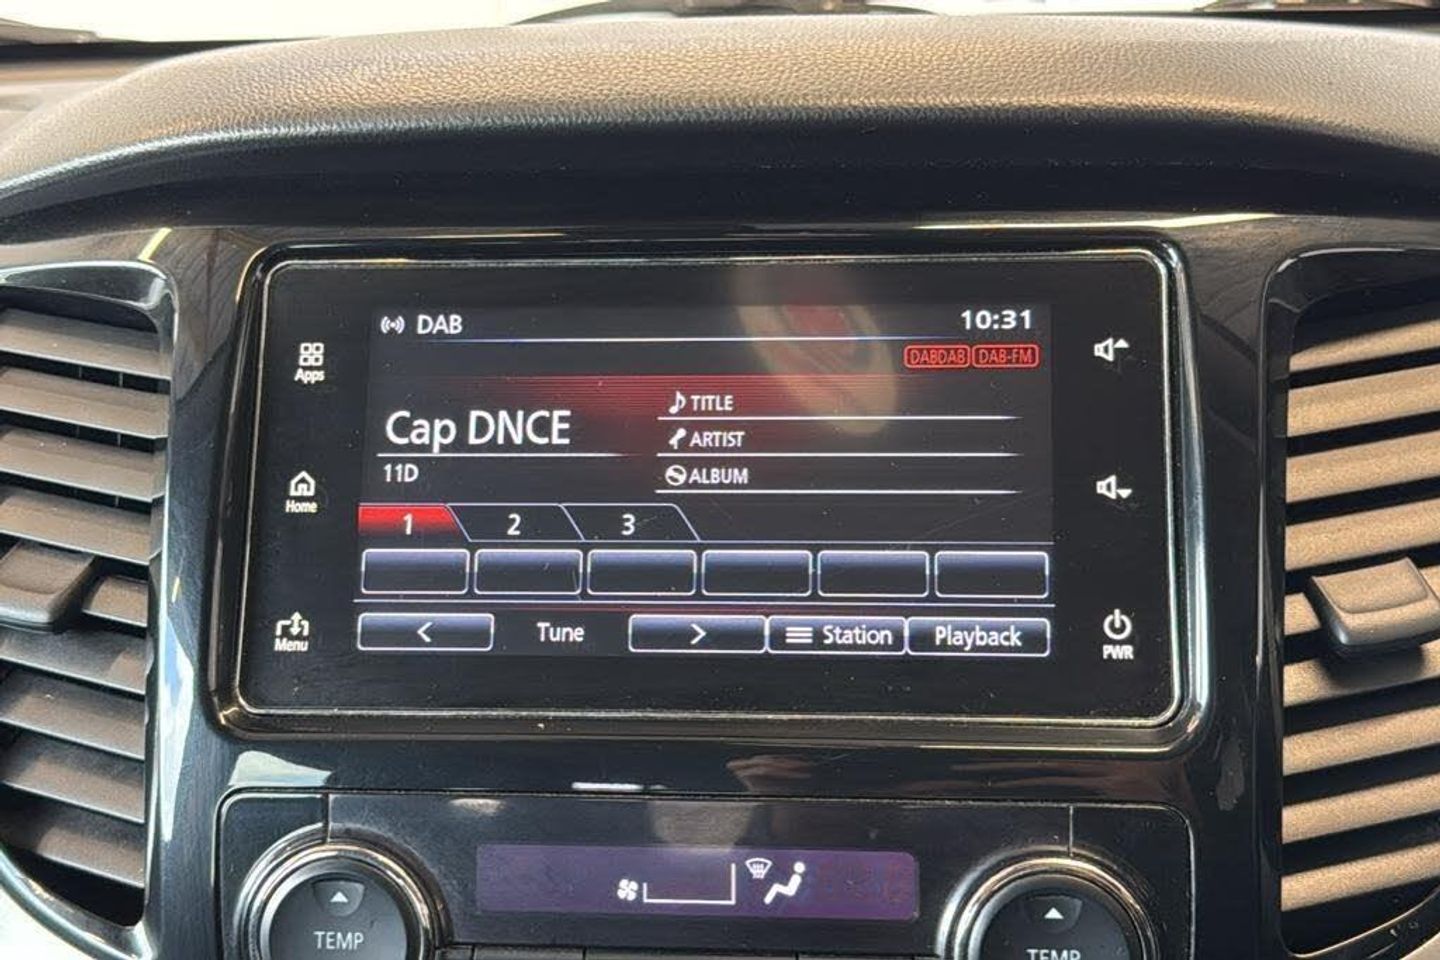 DAB
10:31
DABDAB DAB-FM
Apps
TITLE
Cap DNCE
ARTIST
11D
ALBUM
Home
1 2 3
< Tune > Station Playback
Menu
PWR
TEMP
TEMP